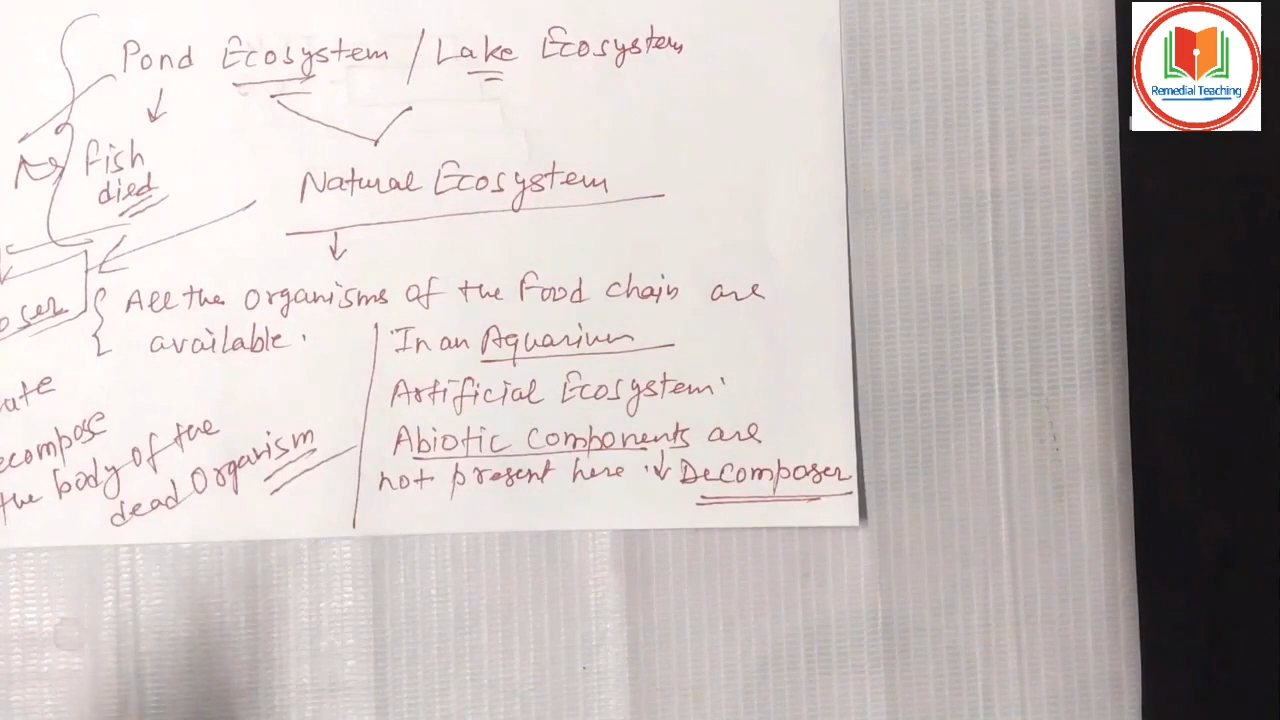 Pond Ecosystem / Lake Ecosystem
Fish
died
Natural Ecosystem
All the organisms of the food chain are
available.
In an Aquarium
Artificial Ecosystem
Abiotic components are
not present here. Decomposer
decompose
the body of the
dead organism
Remedial Teaching